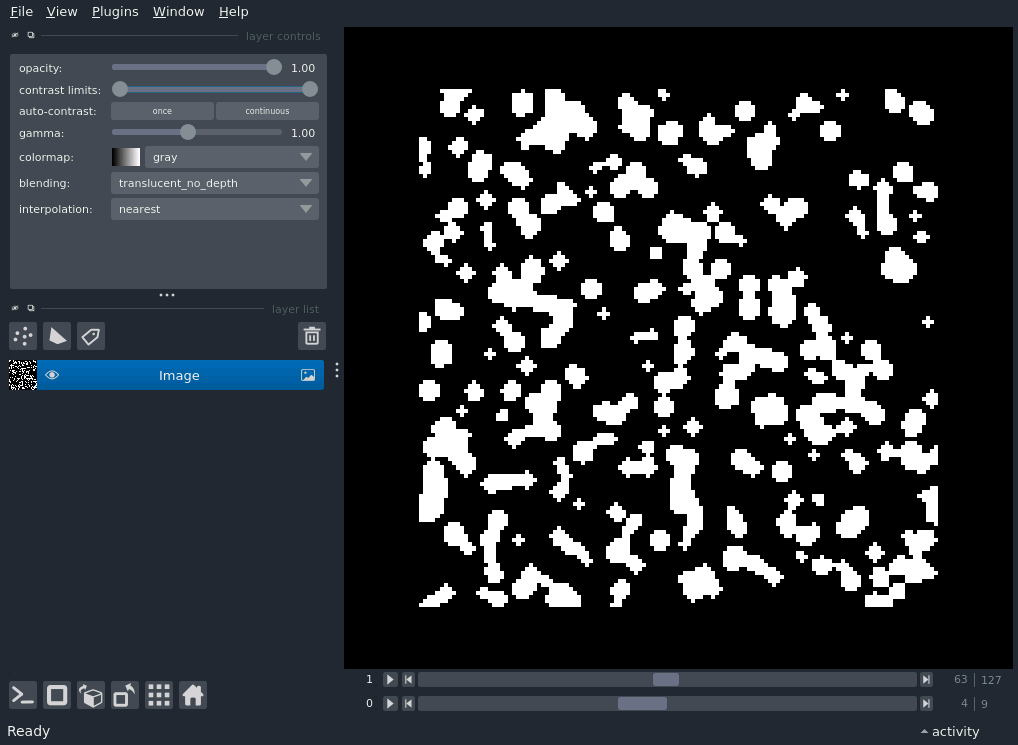 File View Plugins Window Help
layer controls
opacity: 1.00
contrast limits:
auto-contrast: once continuous
gamma: 1.00
colormap: gray
blending: translucent_no_depth
interpolation: nearest
layer list
Image
1 63 127
0 4 9
Ready activity